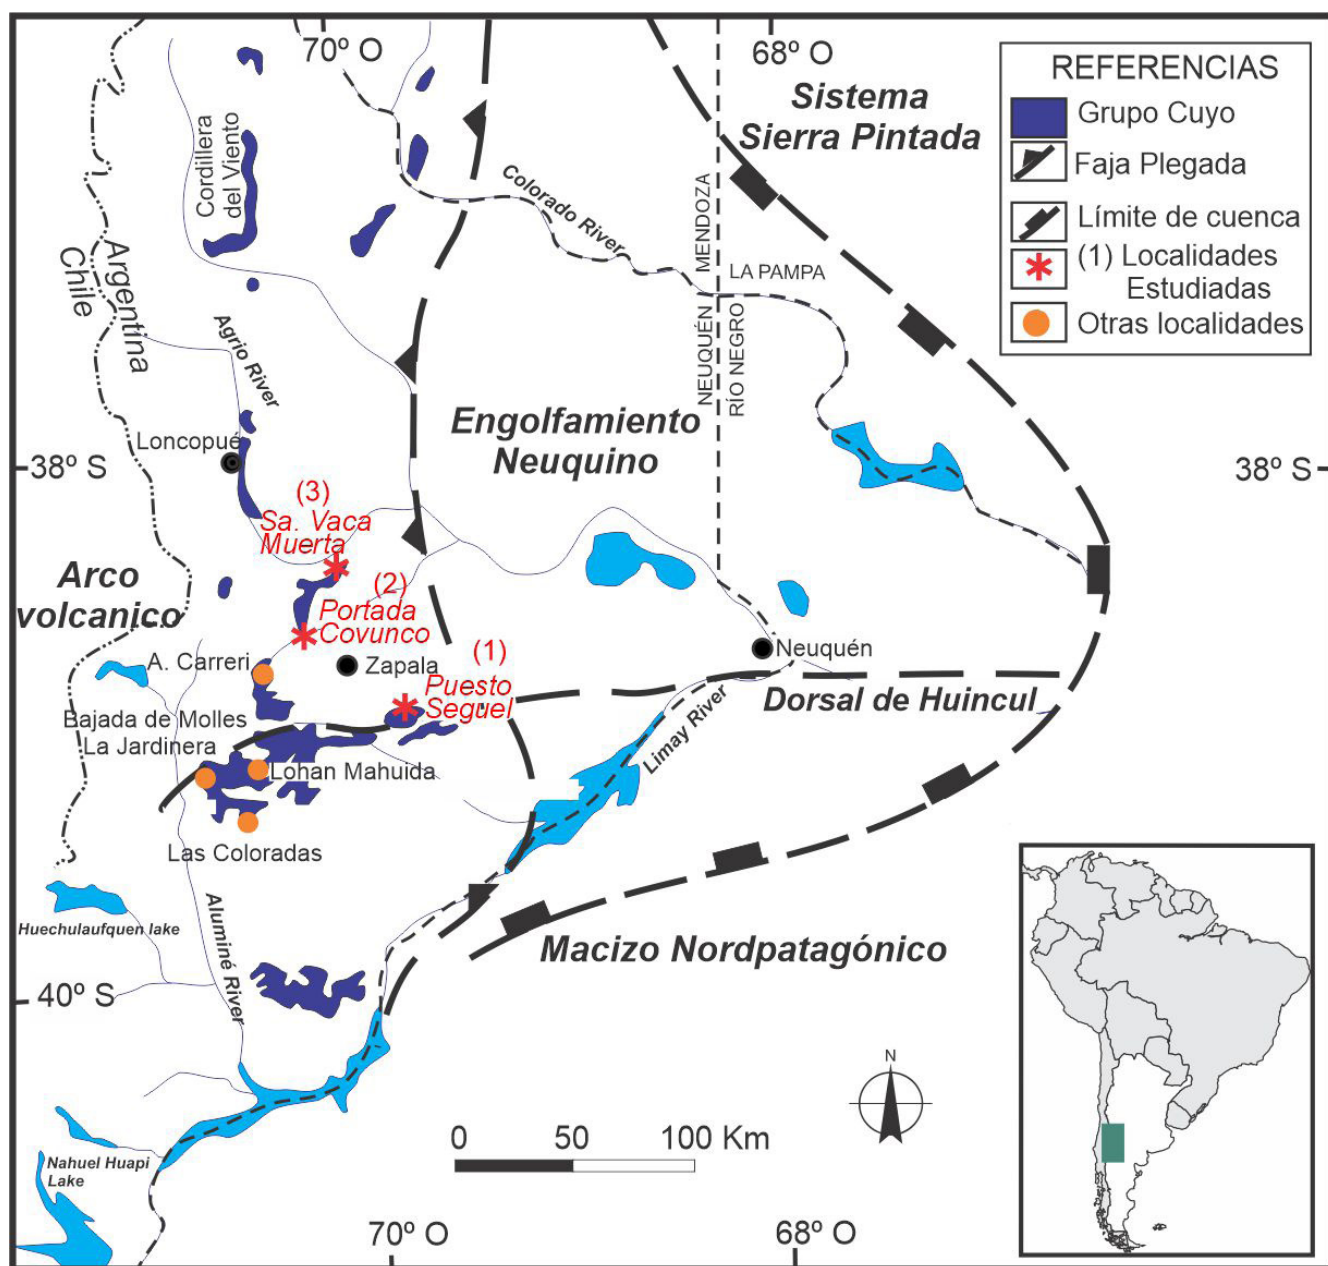 70º O
68º O
REFERENCIAS
Grupo Cuyo
Faja Plegada
Límite de cuenca
(1) Localidades
Estudiadas
Otras localidades
Sistema
Sierra Pintada
Cordillera
del Viento
Colorado River
MENDOZA
LA PAMPA
NEUQUÉN
RÍO NEGRO
Argentina
Chile
Agrio River
Engolfamiento
Neuquino
Loncopué
38º S
38º S
(3)
Sa. Vaca
Muerta
Arco
volcanico
(2)
Portada
Covunco
A. Carreri
Zapala
(1)
Puesto
Seguel
Neuquén
Dorsal de Huincul
Bajada de Molles
La Jardinera
Lohan Mahuida
Limay River
Las Coloradas
Huechulaufquen lake
Aluminé River
Macizo Nordpatagónico
40º S
N
0 50 100 Km
Nahuel Huapi
Lake
70º O
68º O